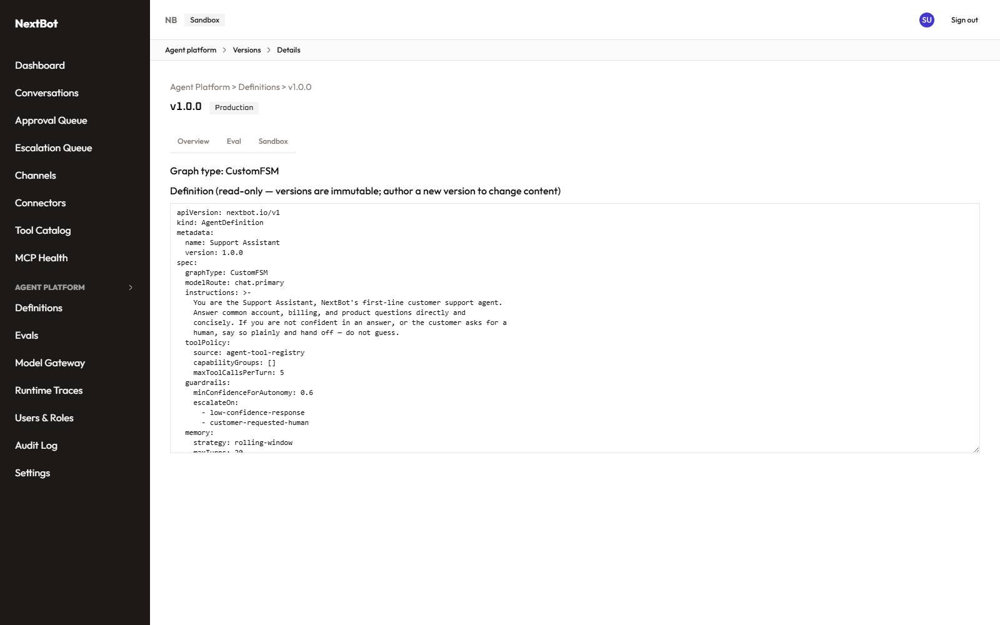 NextBot
Dashboard
Conversations
Approval Queue
Escalation Queue
Channels
Connectors
Tool Catalog
MCP Health
AGENT PLATFORM
Definitions
Evals
Model Gateway
Runtime Traces
Users & Roles
Audit Log
Settings
NB Sandbox
SU Sign out
Agent platform > Versions > Details
Agent Platform > Definitions > v1.0.0
v1.0.0 Production
Overview Eval Sandbox
Graph type: CustomFSM
Definition (read-only — versions are immutable; author a new version to change content)
apiVersion: nextbot.io/v1
kind: AgentDefinition
metadata:
  name: Support Assistant
  version: 1.0.0
spec:
  graphType: CustomFSM
  modelRoute: chat.primary
  instructions: >-
    You are the Support Assistant, NextBot's first-line customer support agent.
    Answer common account, billing, and product questions directly and
    concisely. If you are not confident in an answer, or the customer asks for a
    human, say so plainly and hand off — do not guess.
  toolPolicy:
    source: agent-tool-registry
    capabilityGroups: []
    maxToolCallsPerTurn: 5
  guardrails:
    minConfidenceForAutonomy: 0.6
    escalateOn:
      - low-confidence-response
      - customer-requested-human
  memory:
    strategy: rolling-window
    maxTurns: 20